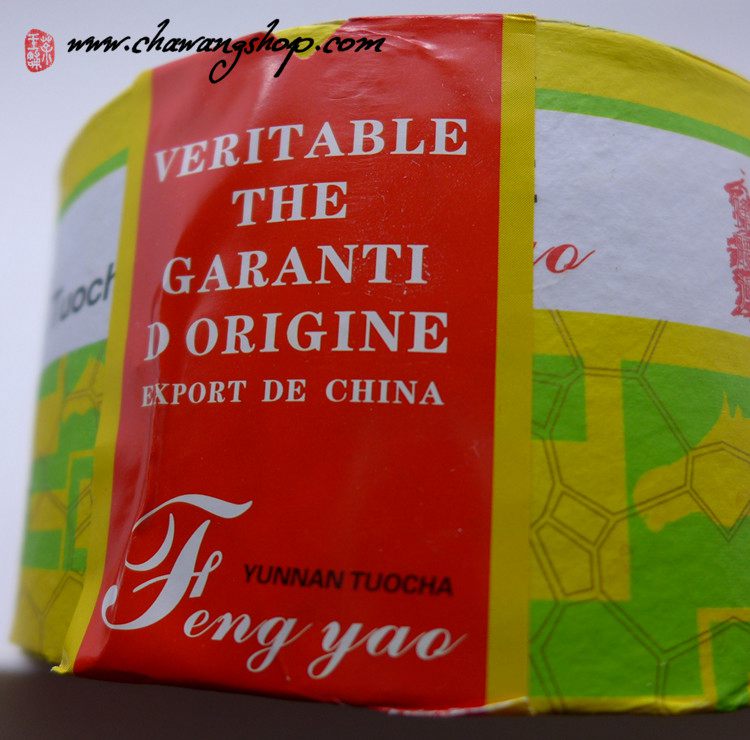 www.chawangshop.com
VERITABLE
THE
GARANTI
D ORIGINE
EXPORT DE CHINA
YUNNAN TUOCHA
Feng yao